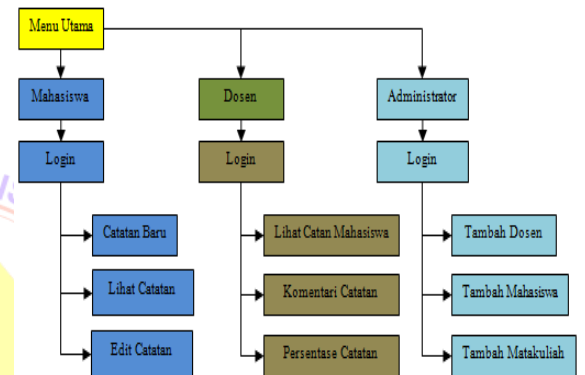 Menu Utama
Mahasiswa
Dosen
Administrator
Login
Login
Login
Catatan Baru
Lihat Catan Mahasiswa
Tambah Dosen
Lihat Catatan
Komentari Catatan
Tambah Mahasiswa
Edit Catatan
Persentase Catatan
Tambah Matakuliah